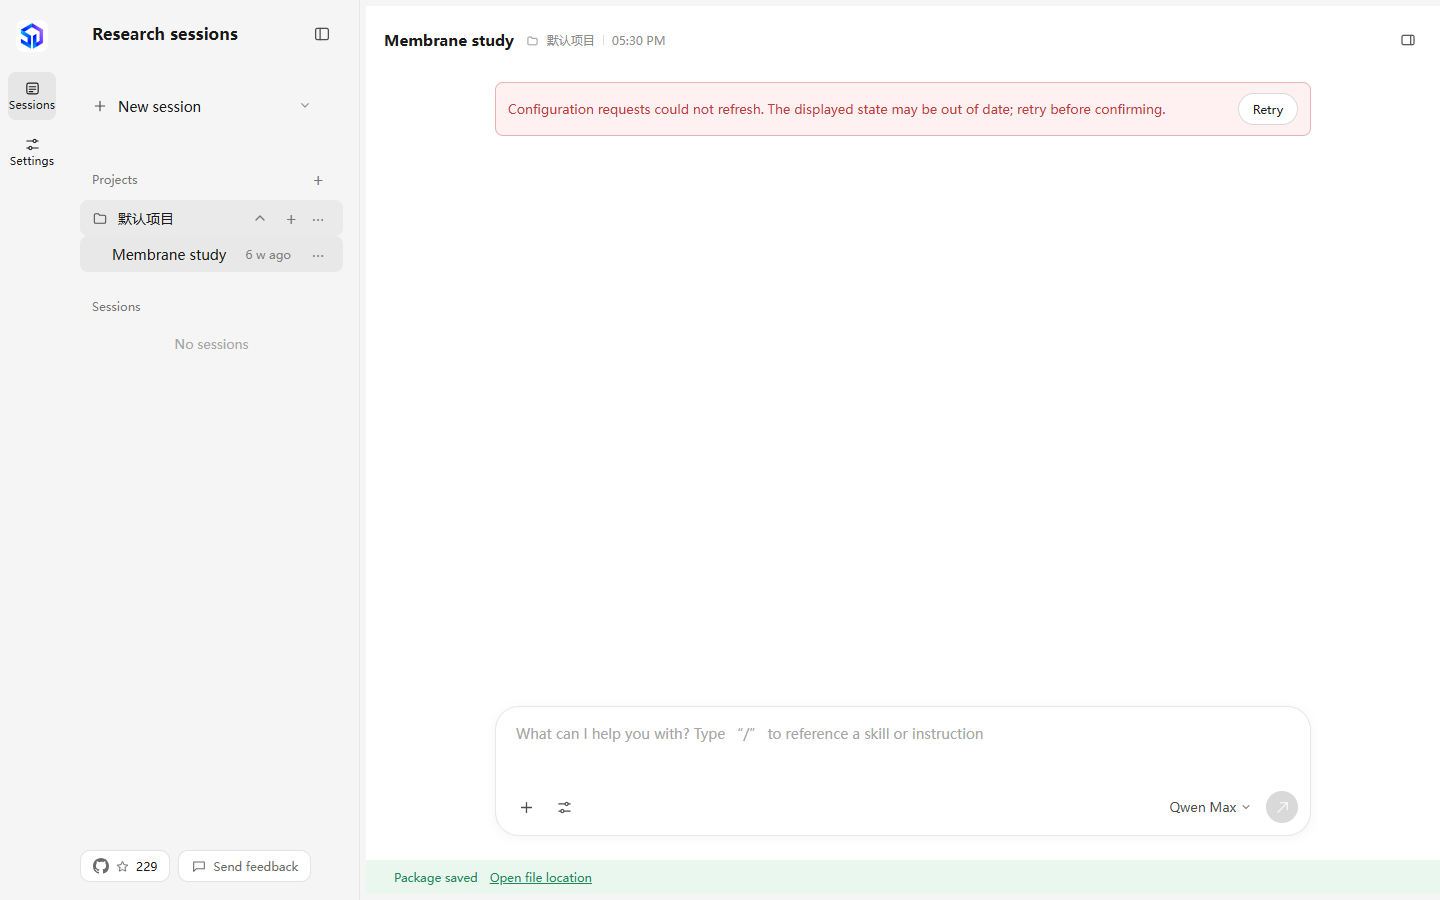 Research sessions
Sessions
Settings
New session
Projects
默认项目
Membrane study 6 w ago
Sessions
No sessions
229
Send feedback
Membrane study 默认项目 05:30 PM
Configuration requests could not refresh. The displayed state may be out of date; retry before confirming.
Retry
What can I help you with? Type “/” to reference a skill or instruction
Qwen Max
Package saved Open file location